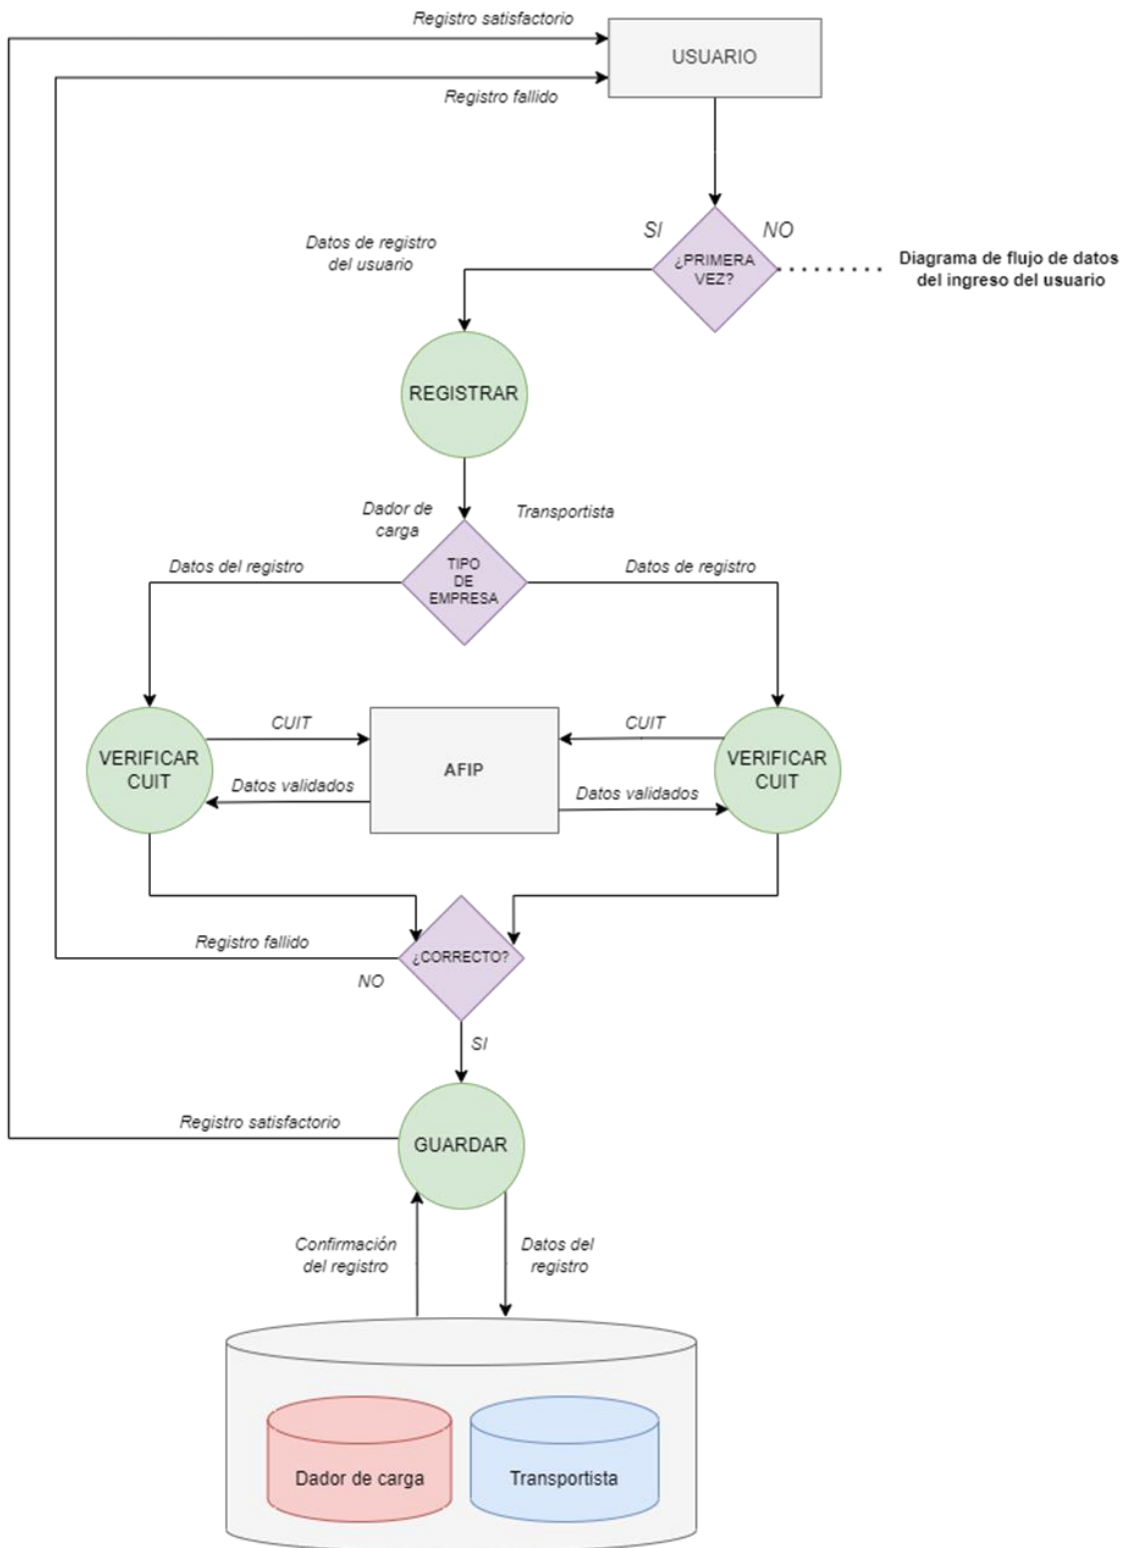 Registro satisfactorio
USUARIO
Registro fallido
SI
NO
Datos de registro
del usuario
¿PRIMERA
VEZ?
Diagrama de flujo de datos
del ingreso del usuario
REGISTRAR
Dador de
carga
Transportista
Datos del registro
TIPO
DE
EMPRESA
Datos de registro
VERIFICAR
CUIT
CUIT
AFIP
CUIT
VERIFICAR
CUIT
Datos validados
Datos validados
Registro fallido
¿CORRECTO?
NO
SI
Registro satisfactorio
GUARDAR
Confirmación
del registro
Datos del
registro
Dador de carga
Transportista